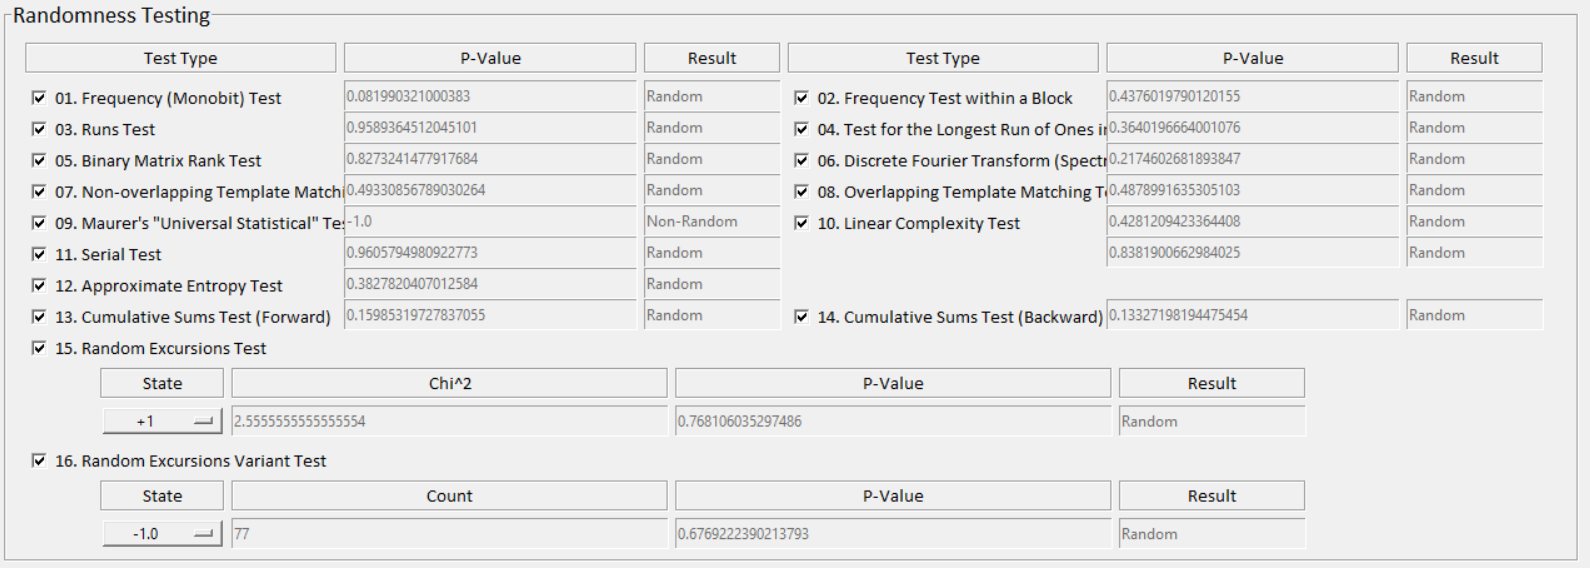 Randomness Testing
Test Type P-Value Result Test Type P-Value Result
01. Frequency (Monobit) Test 0.081990321000383 Random 02. Frequency Test within a Block 0.4376019790120155 Random
03. Runs Test 0.9589364512045101 Random 04. Test for the Longest Run of Ones i 0.3640196664001076 Random
05. Binary Matrix Rank Test 0.8273241477917684 Random 06. Discrete Fourier Transform (Spect 0.2174602681893847 Random
07. Non-overlapping Template Matchi 0.49330856789030264 Random 08. Overlapping Template Matching T 0.4878991635305103 Random
09. Maurer's "Universal Statistical" Te -1.0 Non-Random 10. Linear Complexity Test 0.4281209423364408 Random
11. Serial Test 0.9605794980922773 Random 0.8381900662984025 Random
12. Approximate Entropy Test 0.3827820407012584 Random
13. Cumulative Sums Test (Forward) 0.15985319727837055 Random 14. Cumulative Sums Test (Backward) 0.13327198194475454 Random
15. Random Excursions Test
State Chi^2 P-Value Result
+1 2.5555555555555554 0.768106035297486 Random
16. Random Excursions Variant Test
State Count P-Value Result
-1.0 77 0.6769222390213793 Random